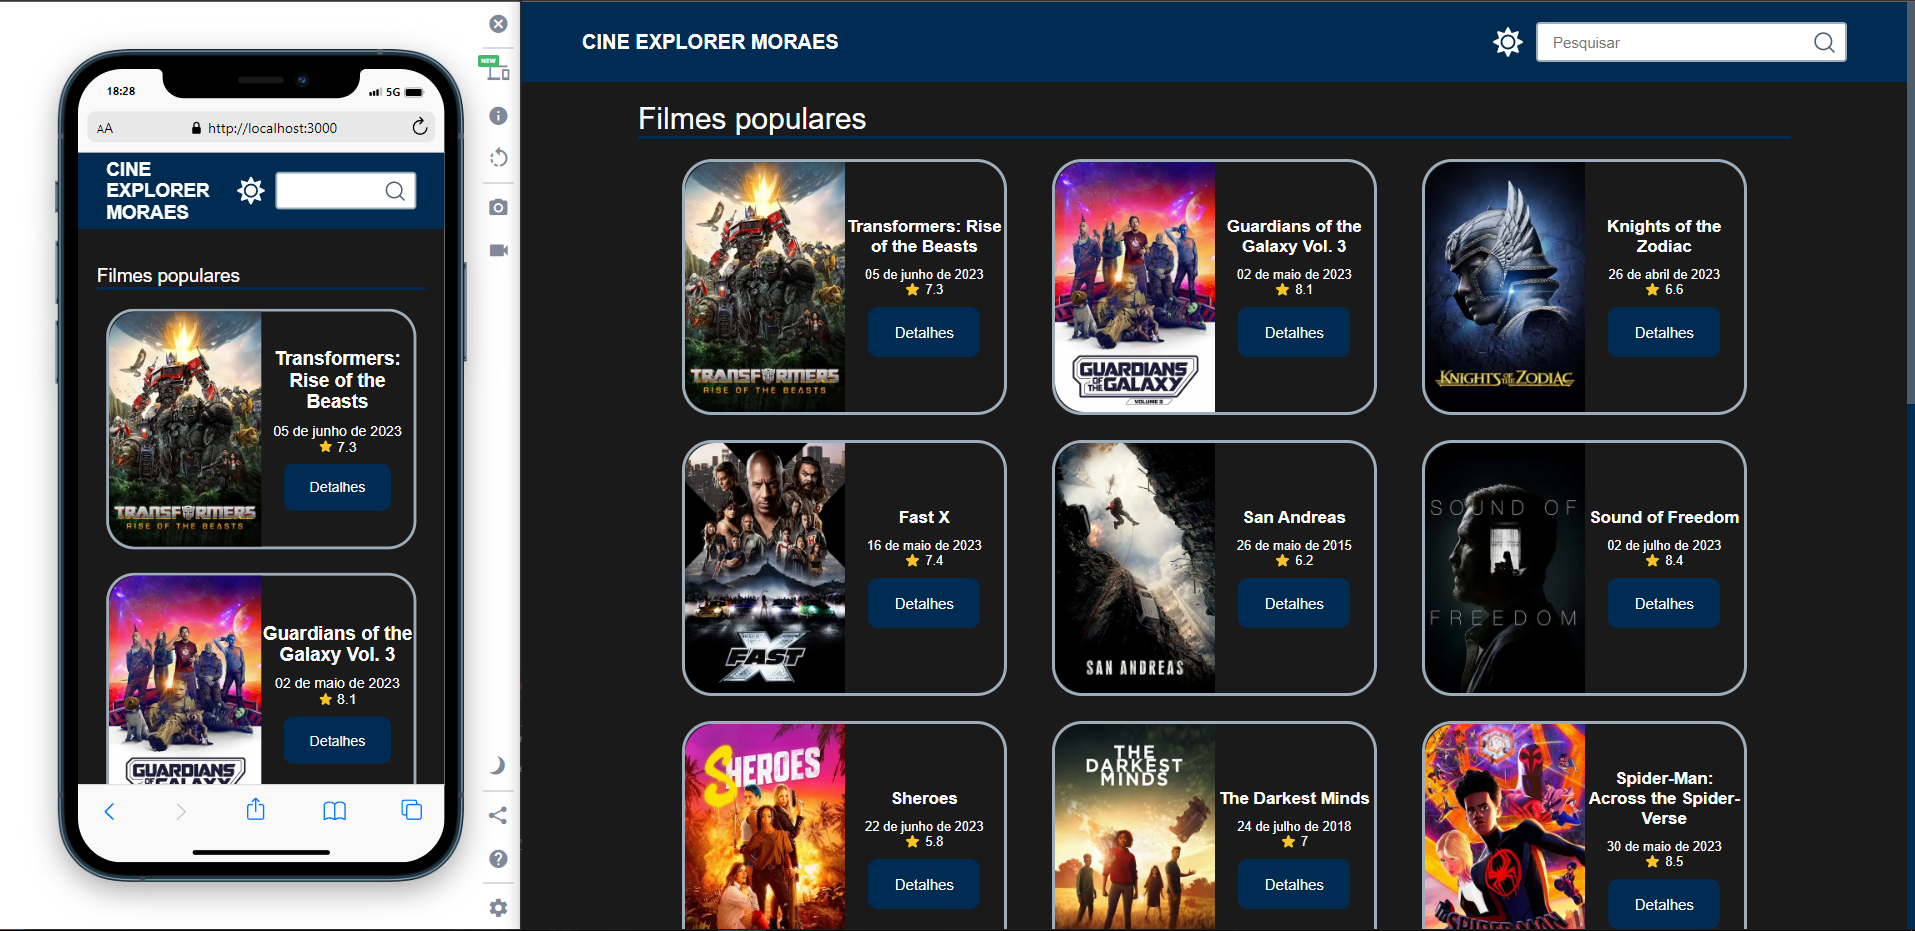 18:28
5G
AA
http://localhost:3000
CINE
EXPLORER
MORAES
Filmes populares
TRANSFORMERS
RISE OF THE BEASTS
Transformers:
Rise of the
Beasts
05 de junho de 2023
7.3
Detalhes
GUARDIANS
OF THE GALAXY
Guardians of the
Galaxy Vol. 3
02 de maio de 2023
8.1
Detalhes
NEW
CINE EXPLORER MORAES
Pesquisar
Filmes populares
TRANSFORMERS
RISE OF THE BEASTS
Transformers: Rise
of the Beasts
05 de junho de 2023
7.3
Detalhes
GUARDIANS
OF THE GALAXY
VOLUME 3
Guardians of the
Galaxy Vol. 3
02 de maio de 2023
8.1
Detalhes
KNIGHTS OF THE ZODIAC
Knights of the
Zodiac
26 de abril de 2023
6.6
Detalhes
FAST X
Fast X
16 de maio de 2023
7.4
Detalhes
SAN ANDREAS
San Andreas
26 de maio de 2015
6.2
Detalhes
SOUND OF
FREEDOM
Sound of Freedom
02 de julho de 2023
8.4
Detalhes
SHEROES
Sheroes
22 de junho de 2023
5.8
Detalhes
THE
DARKEST
MINDS
The Darkest Minds
24 de julho de 2018
7
Detalhes
SPIDER-MAN
Spider-Man:
Across the Spider-
Verse
30 de maio de 2023
8.5
Detalhes